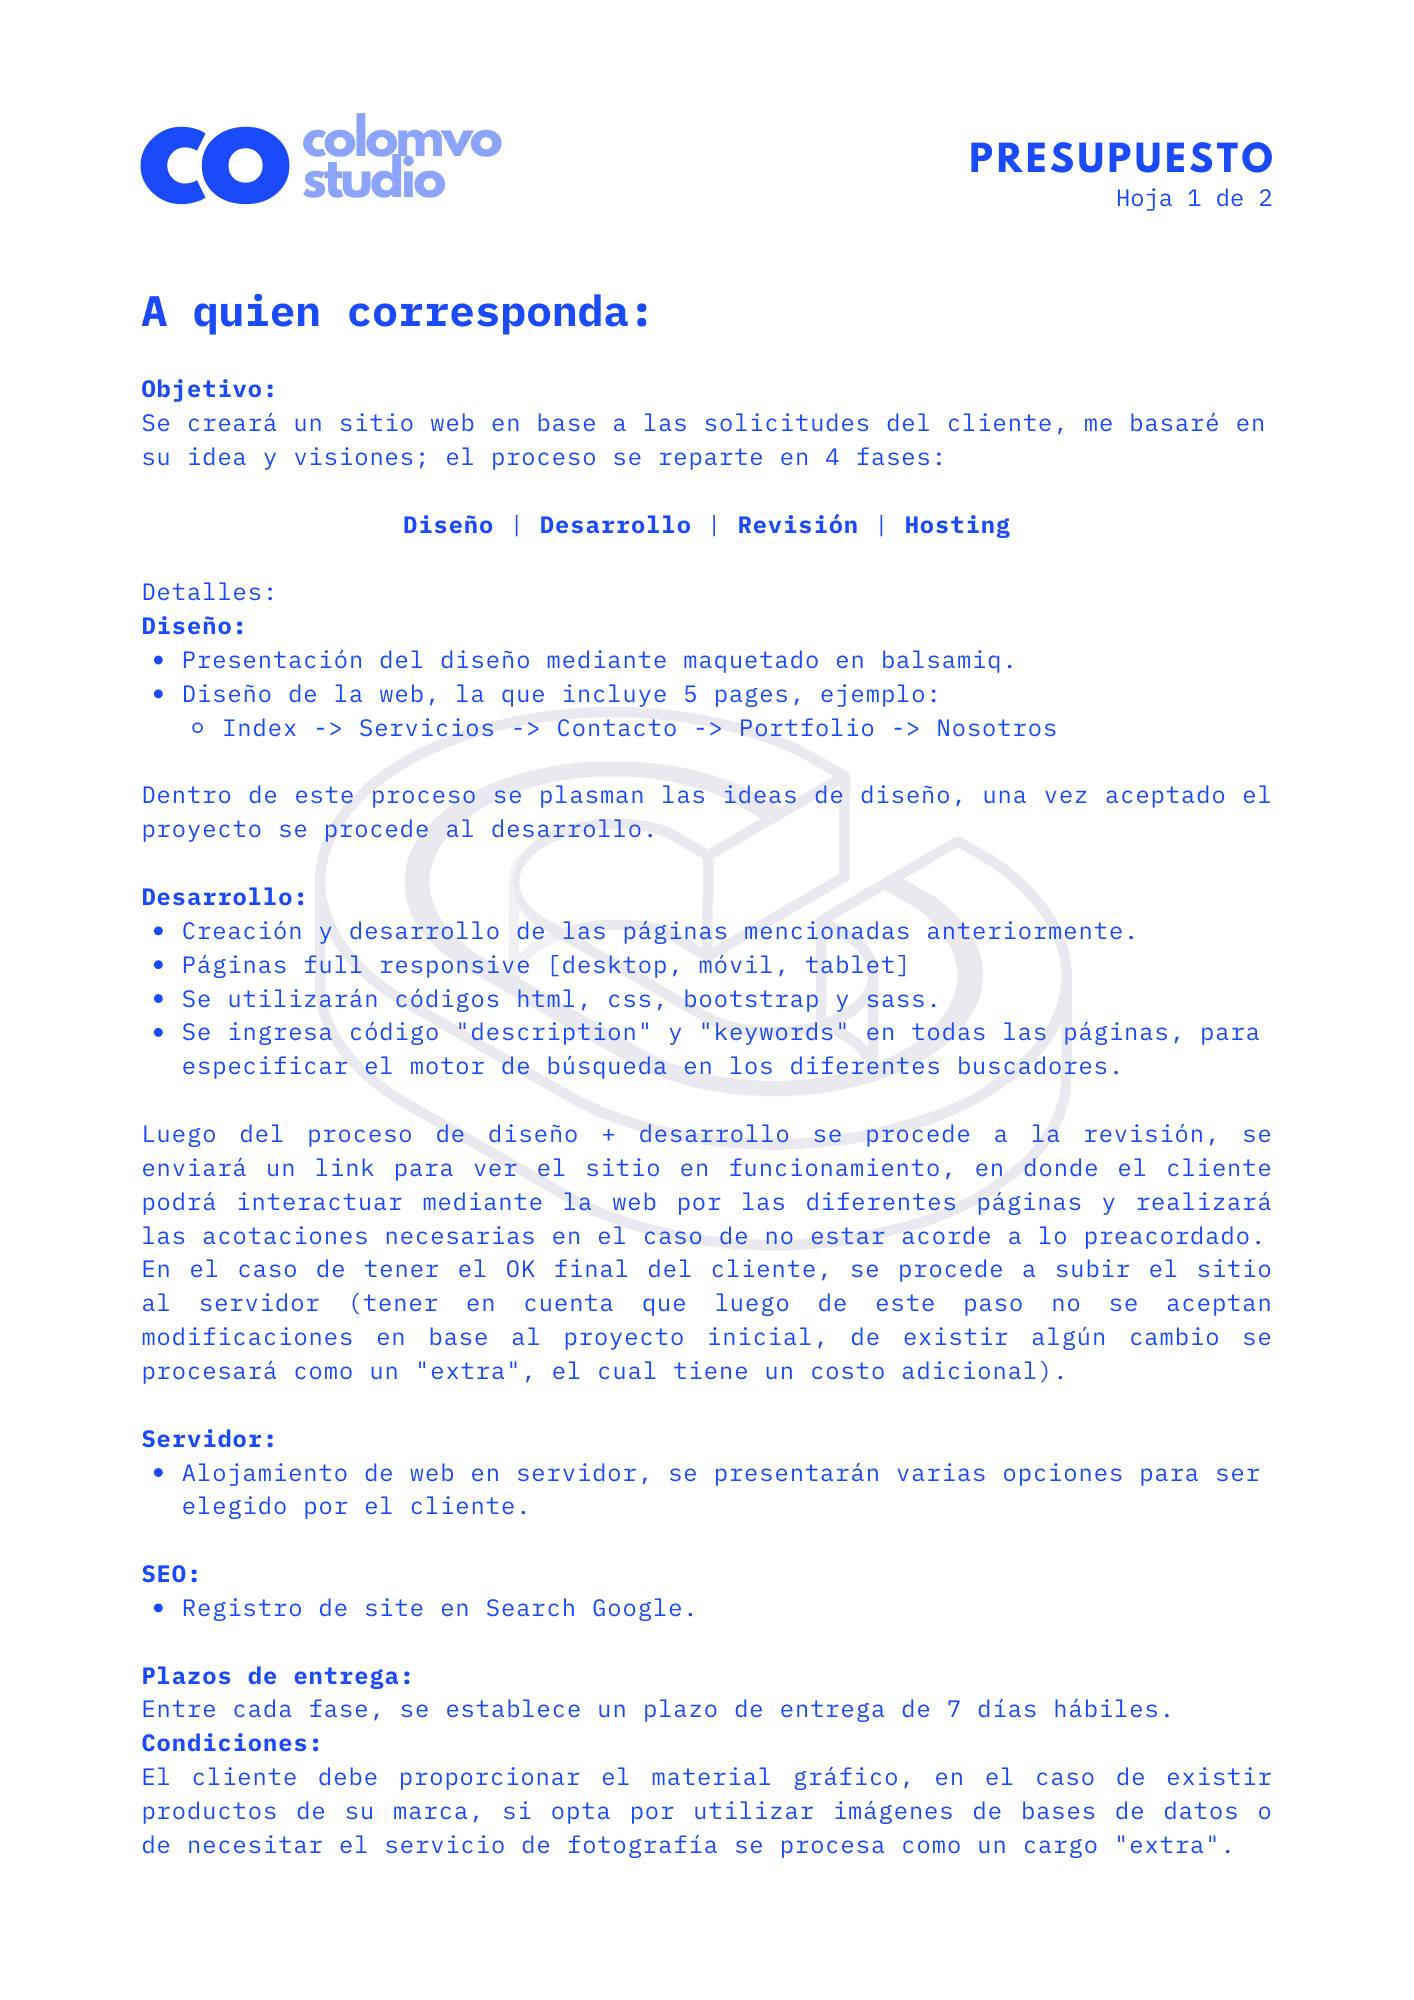 CO colomvo
studio
PRESUPUESTO
Hoja 1 de 2
A quien corresponda:
Objetivo:
Se creará un sitio web en base a las solicitudes del cliente, me basaré en
su idea y visiones; el proceso se reparte en 4 fases:
Diseño | Desarrollo | Revisión | Hosting
Detalles:
Diseño:
• Presentación del diseño mediante maquetado en balsamiq.
• Diseño de la web, la que incluye 5 pages, ejemplo:
◦ Index -> Servicios -> Contacto -> Portfolio -> Nosotros
Dentro de este proceso se plasman las ideas de diseño, una vez aceptado el
proyecto se procede al desarrollo.
Desarrollo:
• Creación y desarrollo de las páginas mencionadas anteriormente.
• Páginas full responsive [desktop, móvil, tablet]
• Se utilizarán códigos html, css, bootstrap y sass.
• Se ingresa código "description" y "keywords" en todas las páginas, para
especificar el motor de búsqueda en los diferentes buscadores.
Luego del proceso de diseño + desarrollo se procede a la revisión, se
enviará un link para ver el sitio en funcionamiento, en donde el cliente
podrá interactuar mediante la web por las diferentes páginas y realizará
las acotaciones necesarias en el caso de no estar acorde a lo preacordado.
En el caso de tener el OK final del cliente, se procede a subir el sitio
al servidor (tener en cuenta que luego de este paso no se aceptan
modificaciones en base al proyecto inicial, de existir algún cambio se
procesará como un "extra", el cual tiene un costo adicional).
Servidor:
• Alojamiento de web en servidor, se presentarán varias opciones para ser
elegido por el cliente.
SEO:
• Registro de site en Search Google.
Plazos de entrega:
Entre cada fase, se establece un plazo de entrega de 7 días hábiles.
Condiciones:
El cliente debe proporcionar el material gráfico, en el caso de existir
productos de su marca, si opta por utilizar imágenes de bases de datos o
de necesitar el servicio de fotografía se procesa como un cargo "extra".